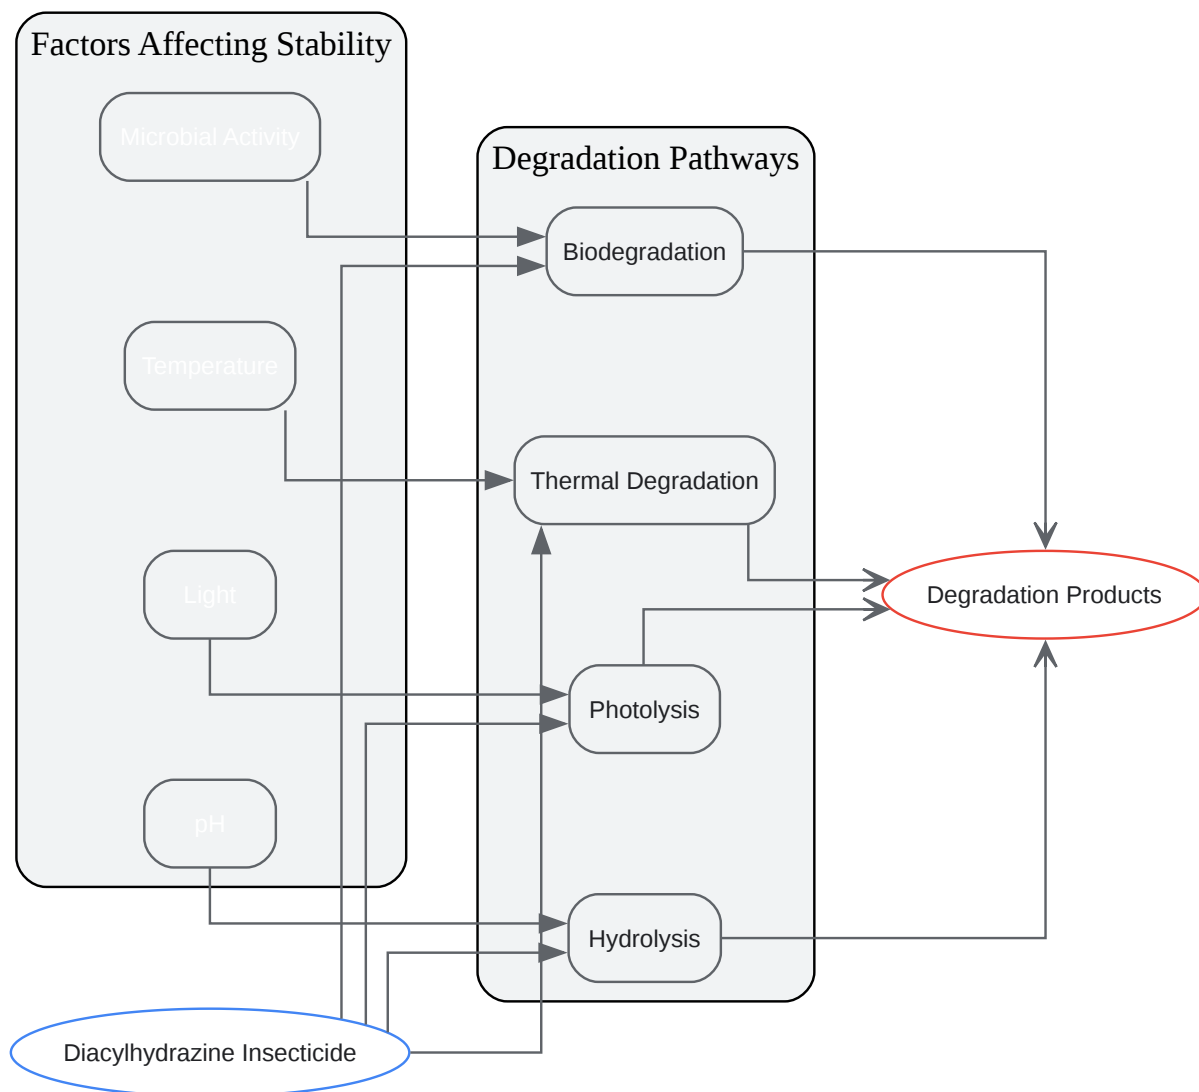 Factors Affecting Stability
Microbial Activity
Temperature
Light
pH
Degradation Pathways
Biodegradation
Thermal Degradation
Photolysis
Hydrolysis
Degradation Products
Diacylhydrazine Insecticide